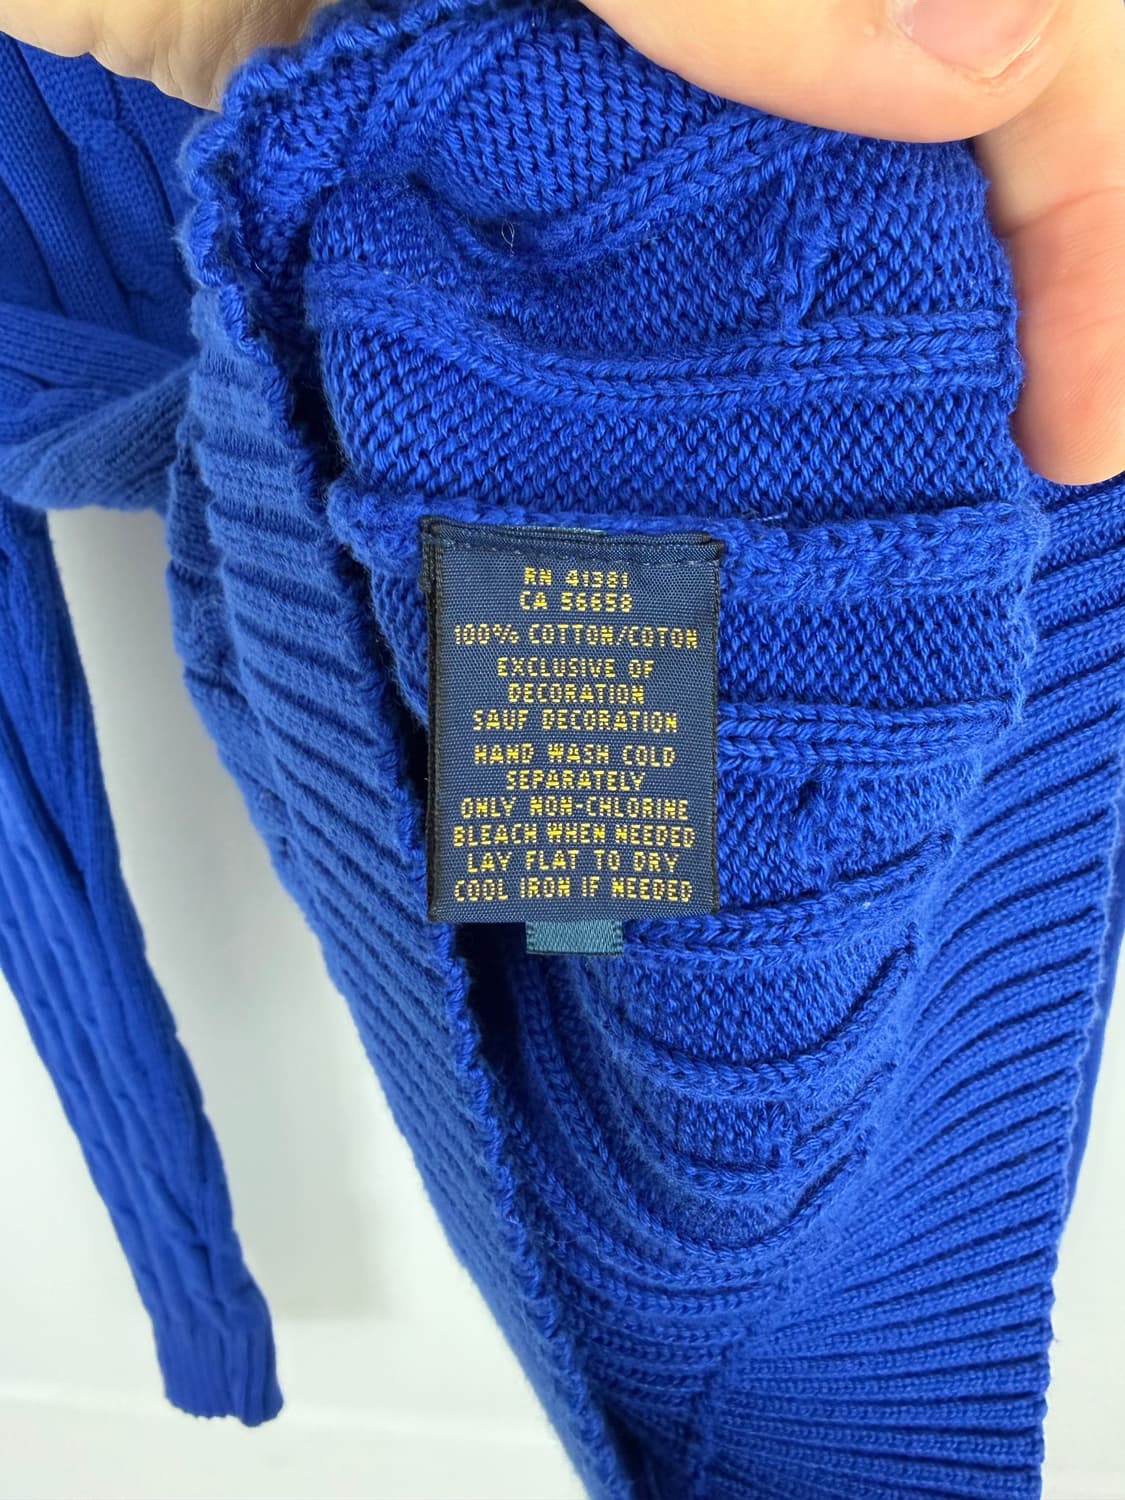 RN 41381
CA 56658
100% COTTON/COTON
EXCLUSIVE OF
DECORATION
SAUF DECORATION
HAND WASH COLD
SEPARATELY
ONLY NON-CHLORINE
BLEACH WHEN NEEDED
LAY FLAT TO DRY
COOL IRON IF NEEDED